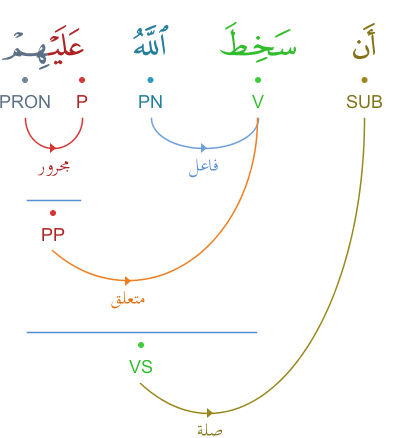 أَن سَخِطَ ٱللَّهُ عَلَيْهِمْ
SUB V PN P PRON
فاعل مجرور
PP
متعلق
VS
صلة